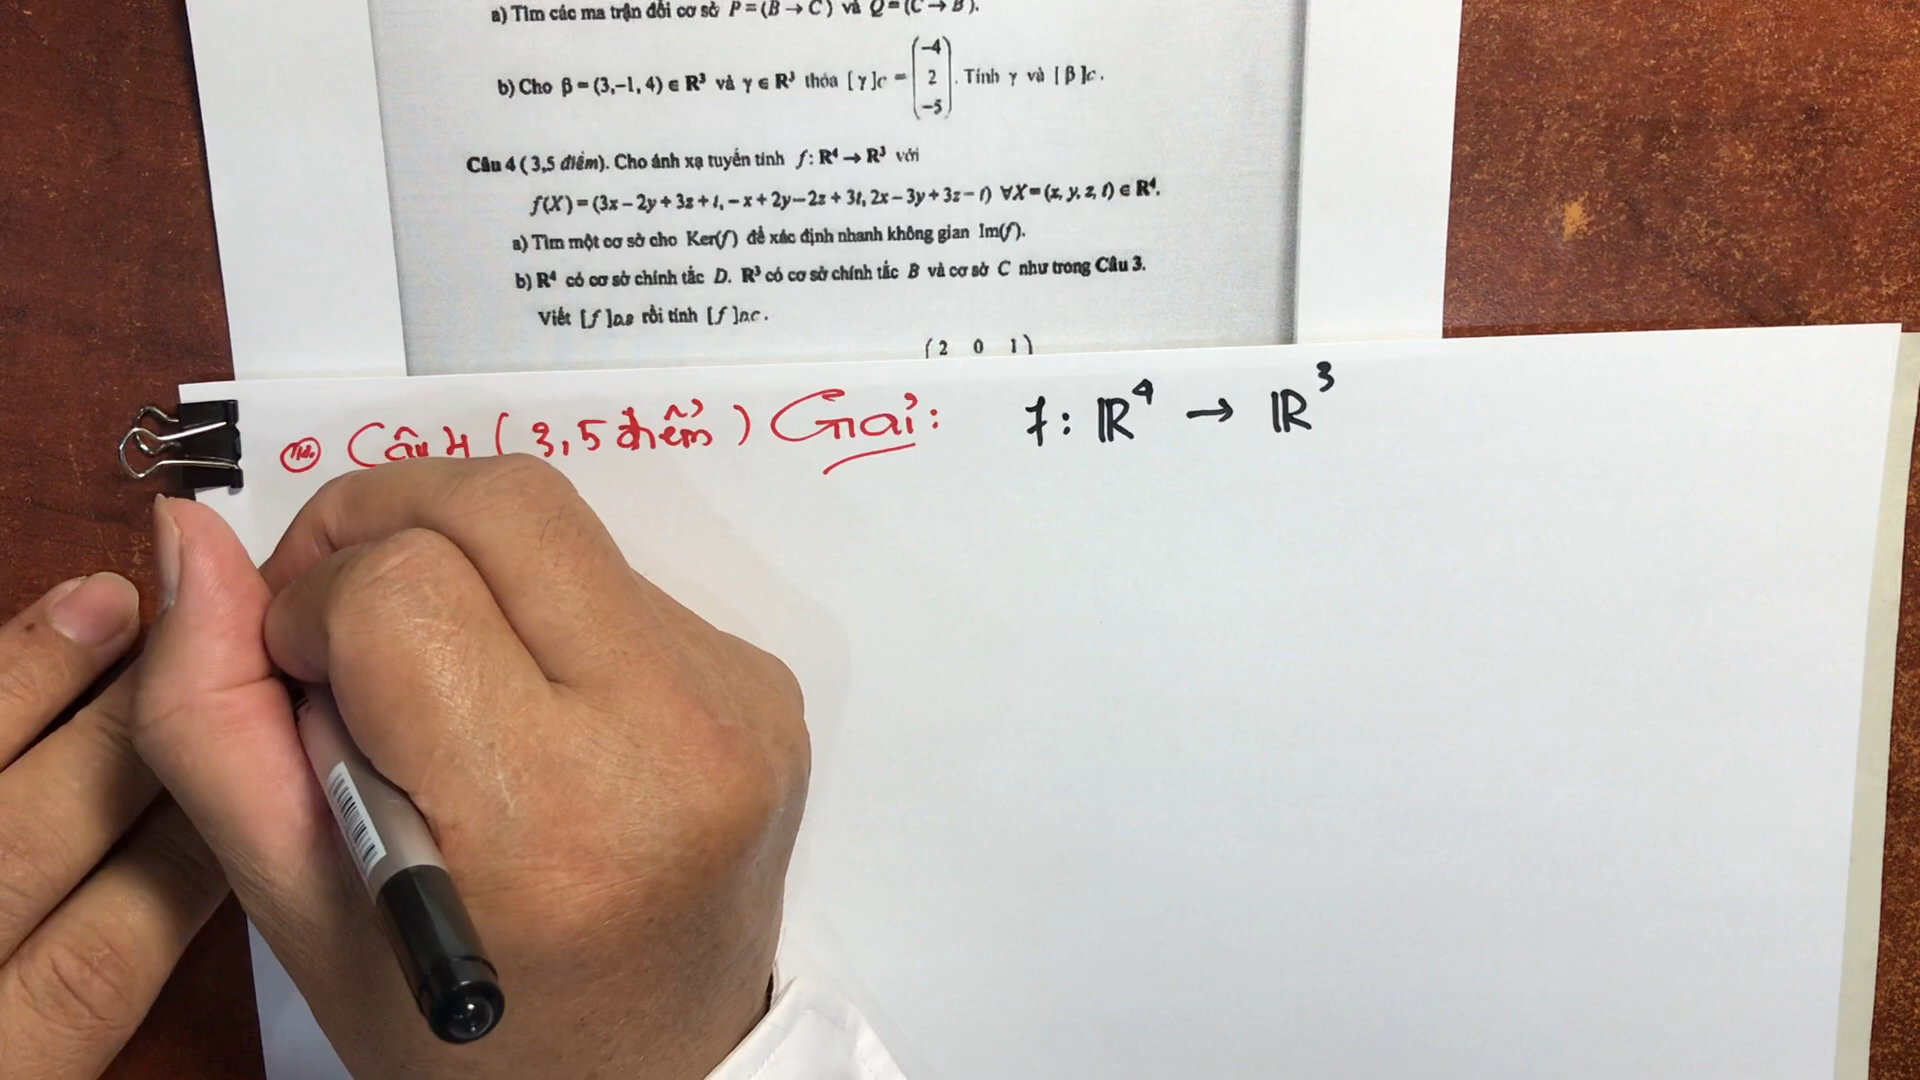 a) Tìm các ma trận đổi cơ sở P = (B → C) và Q = (C → B).
b) Cho β = (3,−1, 4) ∈ R³ và γ ∈ R³ thỏa [ γ ]c = (−4 2 −5). Tính γ và [ β ]c.
Câu 4 ( 3,5 điểm). Cho ánh xạ tuyến tính f : R⁴ → R³ với
f(X) = (3x − 2y + 3z + t, − x + 2y − 2z + 3t, 2x − 3y + 3z − t) ∀X = (x, y, z, t) ∈ R⁴.
a) Tìm một cơ sở cho Ker(f) để xác định nhanh không gian Im(f).
b) R⁴ có cơ sở chính tắc D. R³ có cơ sở chính tắc B và cơ sở C như trong Câu 3.
Viết [ f ]D,B rồi tính [ f ]D,C .
( 2 0 1 )
Câu 4 ( 3,5 điểm ) Giải: f : ℝ⁴ → ℝ³